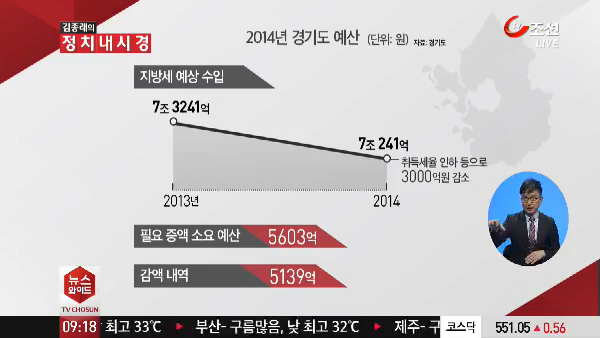 김종래의
정치내시경
2014년 경기도 예산 (단위: 원) 자료: 경기도
tv조선
LIVE
지방세 예상 수입
7조 3241억
7조 241억
취득세율 인하 등으로
3000억원 감소
2013년
2014
필요 증액 소요 예산 5603억
감액 내역 5139억
뉴스
와이드
TV CHOSUN
09:18 최고 33℃ ▶ 부산- 구름많음, 낮 최고 32℃ ▶ 제주- 구 코스닥 551.05 ▲0.56